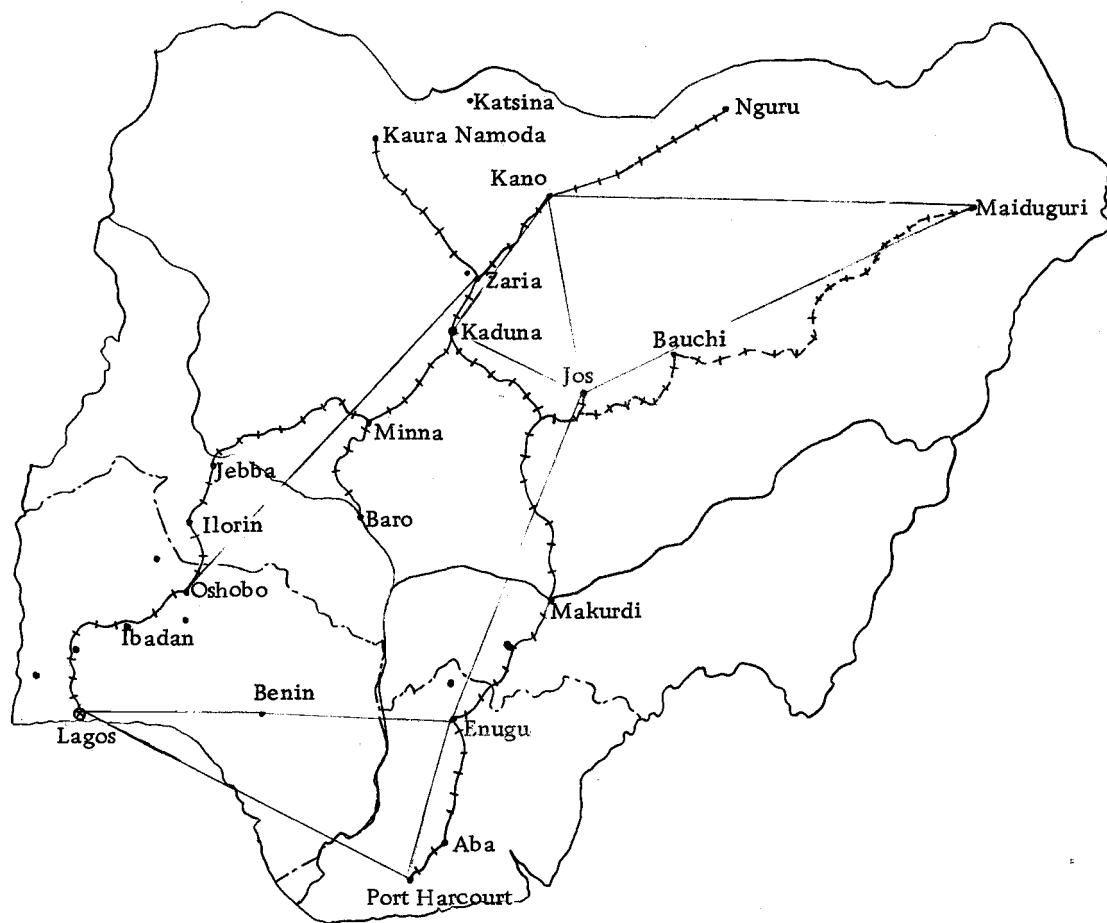 Katsina
Nguru
Kaura Namoda
Kano
Maiduguri
Zaria
Kaduna
Bauchi
Jos
Minna
Jebba
Baro
Ilorin
Oshobo
Makurdi
Ibadan
Benin
Enugu
Lagos
Aba
Port Harcourt